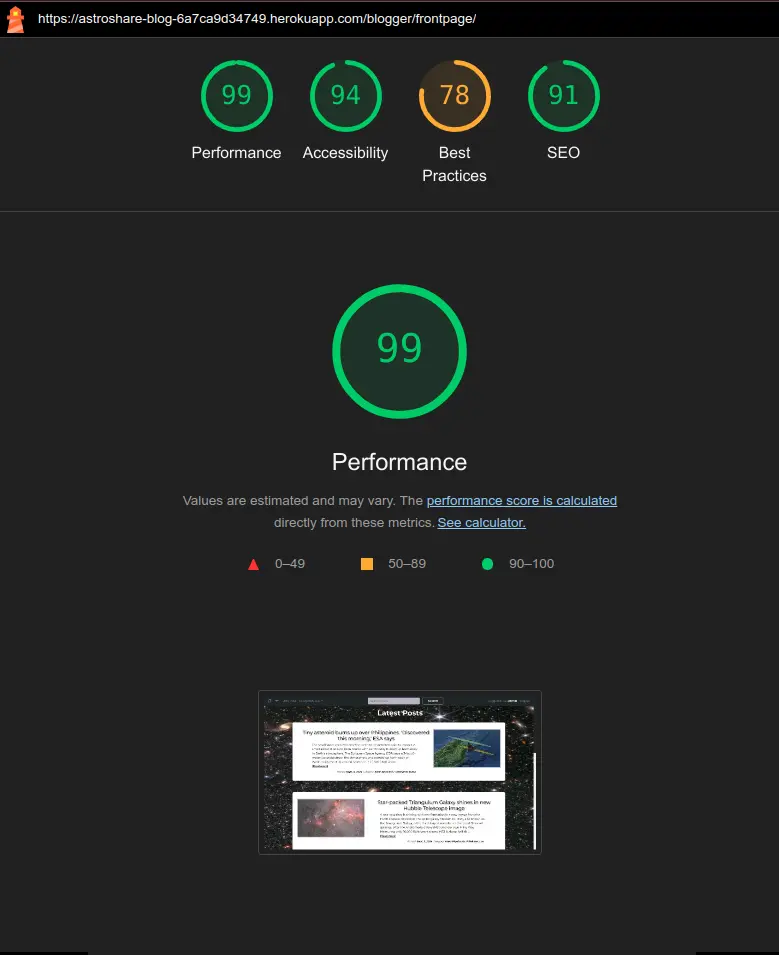 https://astroshare-blog-6a7ca9d34749.herokuapp.com/blogger/frontpage/
99
94
78
91
Performance
Accessibility
Best
Practices
SEO
99
Performance
Values are estimated and may vary. The performance score is calculated
directly from these metrics. See calculator.
0–49
50–89
90–100
Latest Posts
Tiny asteroid burns up over Philippines. 'Discovered
this morning,' ESA says
Star-packed Triangulum Galaxy shines in new
Hubble Telescope image